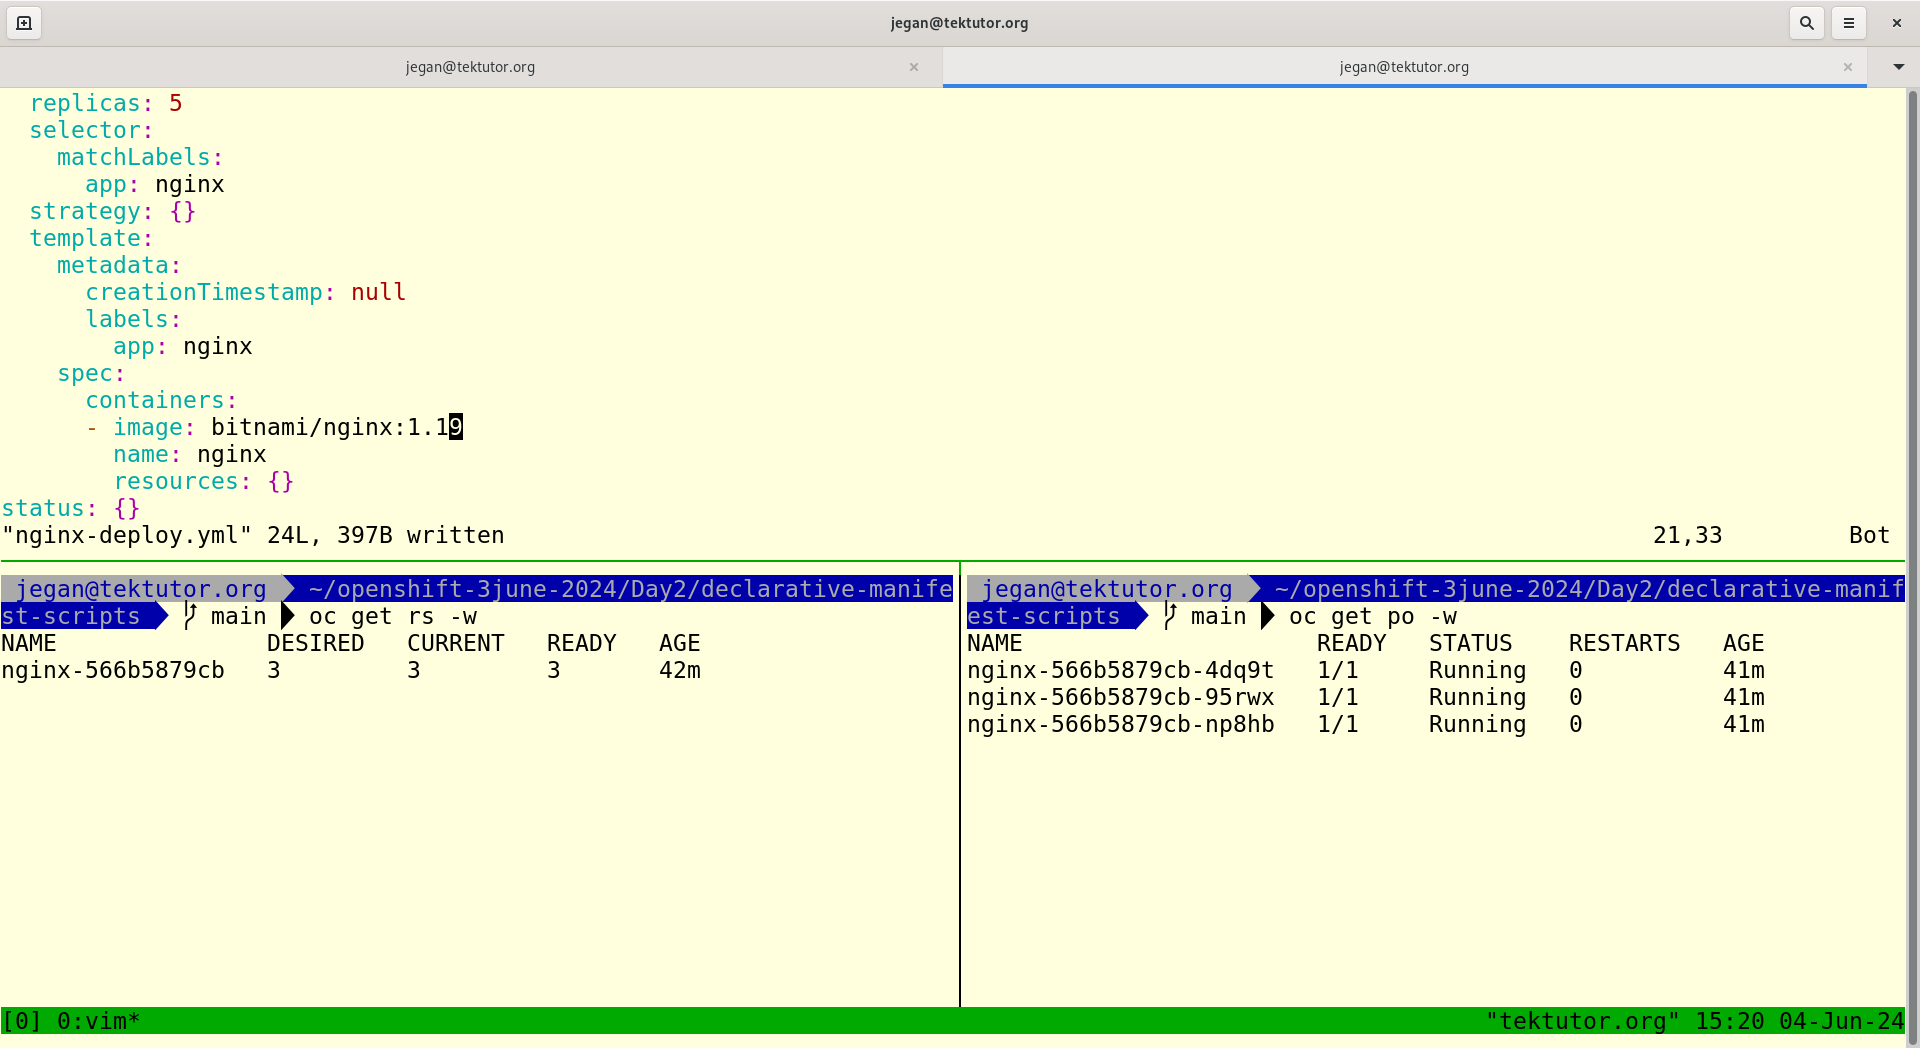 jegan@tektutor.org
jegan@tektutor.org
jegan@tektutor.org
  replicas: 5
  selector:
    matchLabels:
      app: nginx
  strategy: {}
  template:
    metadata:
      creationTimestamp: null
      labels:
        app: nginx
    spec:
      containers:
      - image: bitnami/nginx:1.19
        name: nginx
        resources: {}
status: {}
"nginx-deploy.yml" 24L, 397B written 21,33 Bot
jegan@tektutor.org ~/openshift-3june-2024/Day2/declarative-manife
st-scripts main oc get rs -w
NAME DESIRED CURRENT READY AGE
nginx-566b5879cb 3 3 3 42m
jegan@tektutor.org ~/openshift-3june-2024/Day2/declarative-manif
est-scripts main oc get po -w
NAME READY STATUS RESTARTS AGE
nginx-566b5879cb-4dq9t 1/1 Running 0 41m
nginx-566b5879cb-95rwx 1/1 Running 0 41m
nginx-566b5879cb-np8hb 1/1 Running 0 41m
[0] 0:vim* "tektutor.org" 15:20 04-Jun-24